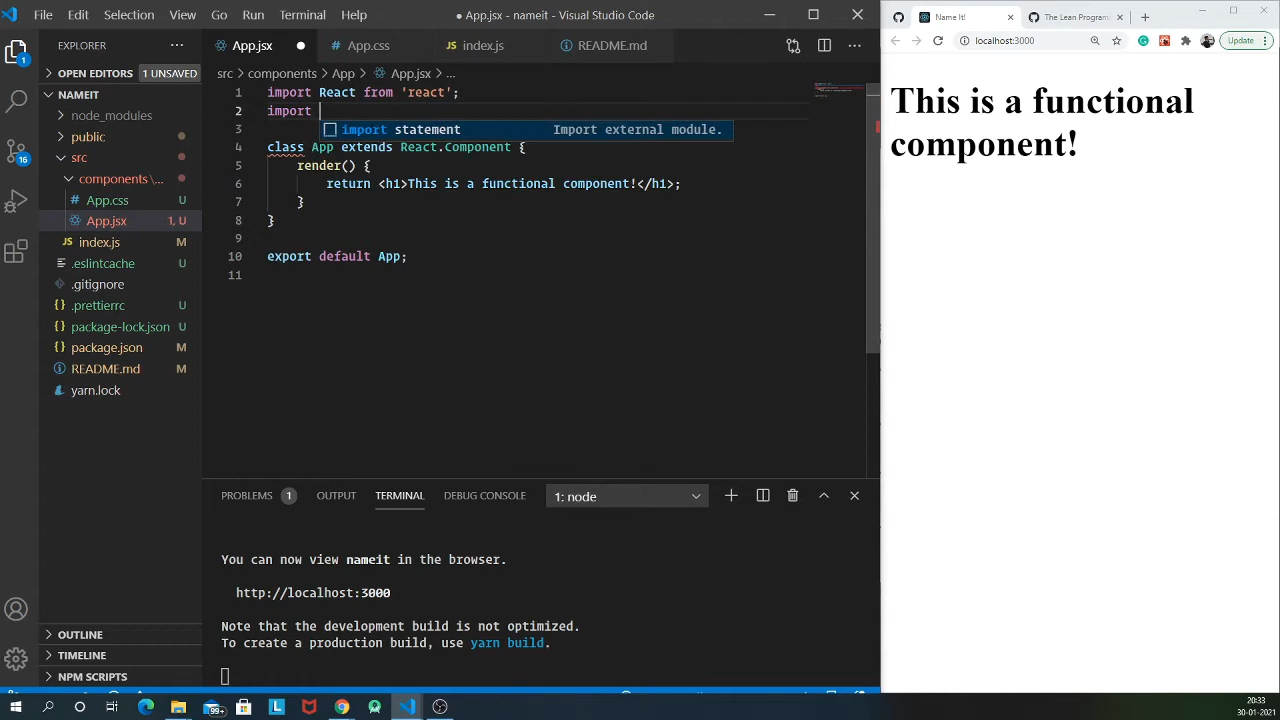 File Edit Selection View Go Run Terminal Help
● App.jsx - nameit - Visual Studio Code
EXPLORER
OPEN EDITORS 1 UNSAVED
NAMEIT
node_modules
public
src
components\...
App.css U
App.jsx 1, U
index.js M
.eslintcache U
.gitignore
.prettierrc U
package-lock.json U
package.json M
README.md M
yarn.lock
OUTLINE
TIMELINE
NPM SCRIPTS
1
16
App.jsx App.css index.js README.md
src > components > App > App.jsx > ...
1 import React from 'react';
2 import
import statement Import external module.
3
4 class App extends React.Component {
5 render() {
6 return <h1>This is a functional component!</h1>;
7 }
8 }
9
10 export default App;
11
PROBLEMS 1 OUTPUT TERMINAL DEBUG CONSOLE 1: node
You can now view nameit in the browser.
http://localhost:3000
Note that the development build is not optimized.
To create a production build, use yarn build.
Name It! The Lean Program
localhost:3000 Update
This is a functional
component!
99+
L
20:33
30-01-2021